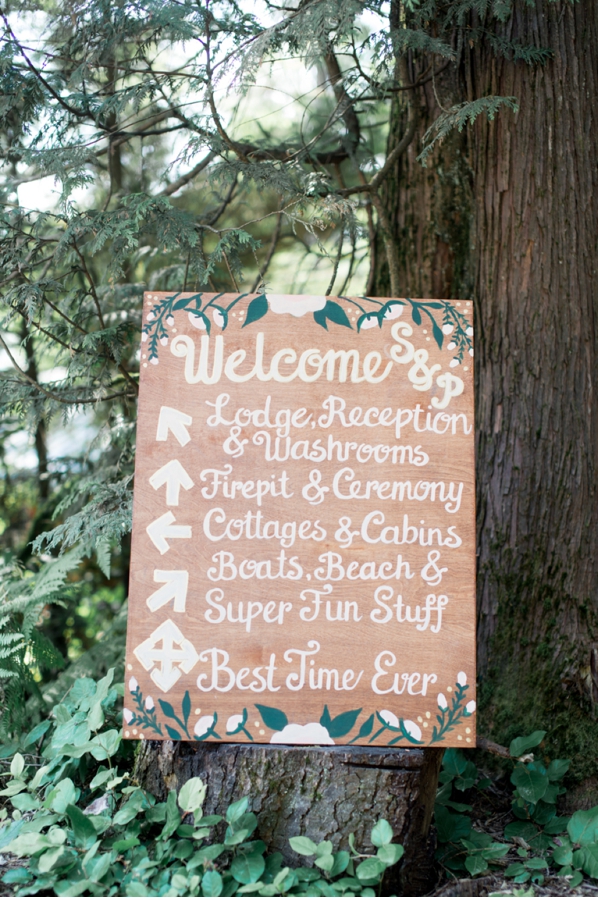 Welcome S&P
Lodge, Reception
& Washrooms
Firepit & Ceremony
Cottages & Cabins
Boats, Beach &
Super Fun Stuff
Best Time Ever